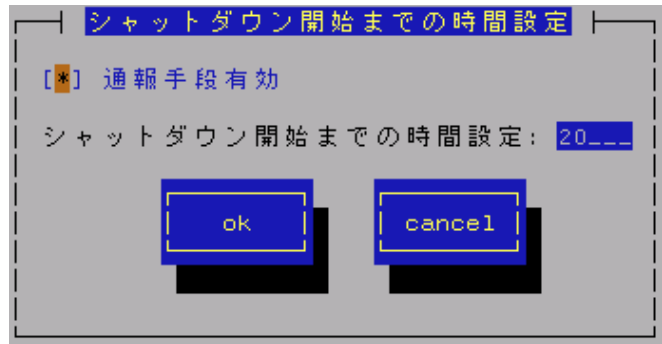 シャットダウン開始までの時間設定
[*] 通報手段有効
シャットダウン開始までの時間設定: 20___
ok cancel